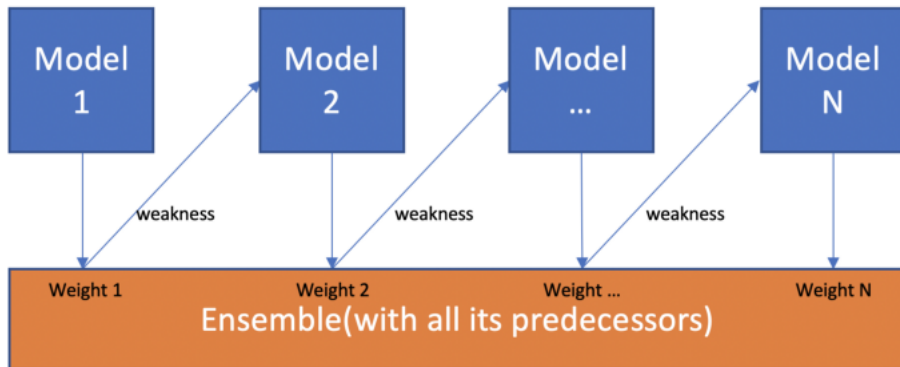 Model
1
Model
2
Model
...
Model
N
weakness
weakness
weakness
Weight 1
Weight 2
Weight ...
Weight N
Ensemble(with all its predecessors)